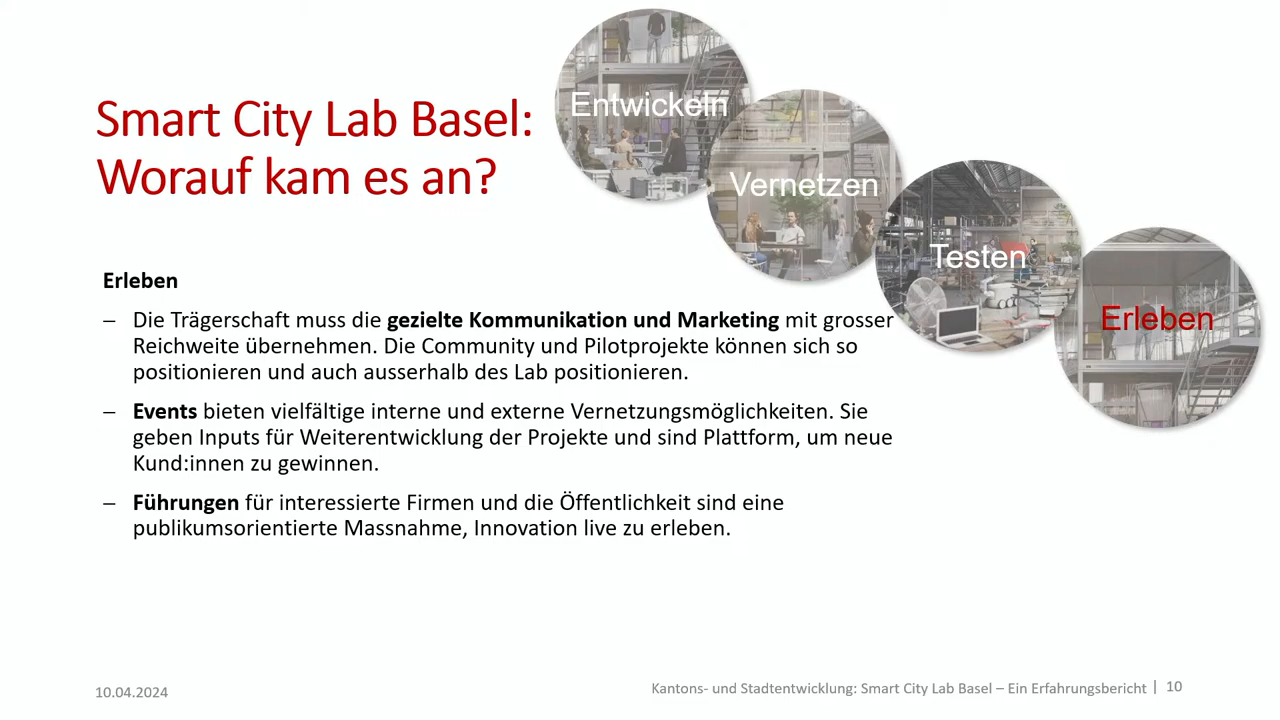 Smart City Lab Basel:
Worauf kam es an?
Entwickeln
Vernetzen
Testen
Erleben
Erleben
– Die Trägerschaft muss die gezielte Kommunikation und Marketing mit grosser
Reichweite übernehmen. Die Community und Pilotprojekte können sich so
positionieren und auch ausserhalb des Lab positionieren.
– Events bieten vielfältige interne und externe Vernetzungsmöglichkeiten. Sie
geben Inputs für Weiterentwicklung der Projekte und sind Plattform, um neue
Kund:innen zu gewinnen.
– Führungen für interessierte Firmen und die Öffentlichkeit sind eine
publikumsorientierte Massnahme, Innovation live zu erleben.
10.04.2024
Kantons- und Stadtentwicklung: Smart City Lab Basel – Ein Erfahrungsbericht | 10